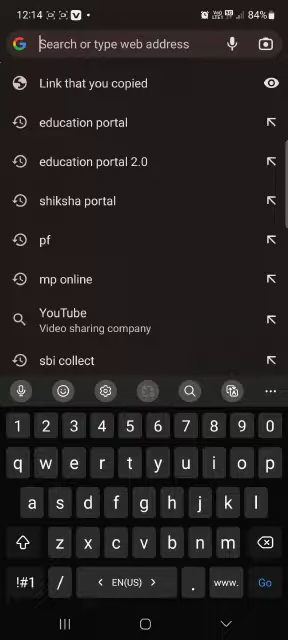 12:14
84%
Search or type web address
Link that you copied
education portal
education portal 2.0
shiksha portal
pf
mp online
YouTube
Video sharing company
sbi collect
1 2 3 4 5 6 7 8 9 0
q w e r t y u i o p
a s d f g h j k l
z x c v b n m
!#1 / < EN(US) > . www. Go